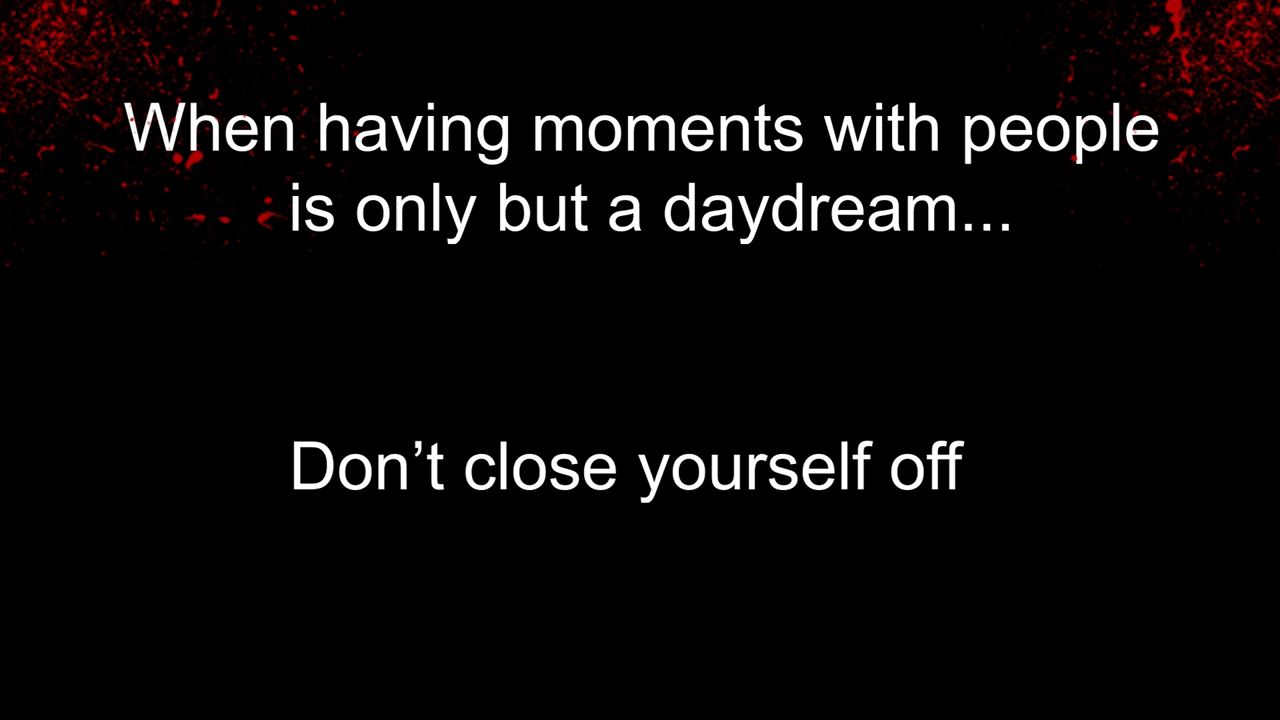 When having moments with people
is only but a daydream...
Don’t close yourself off